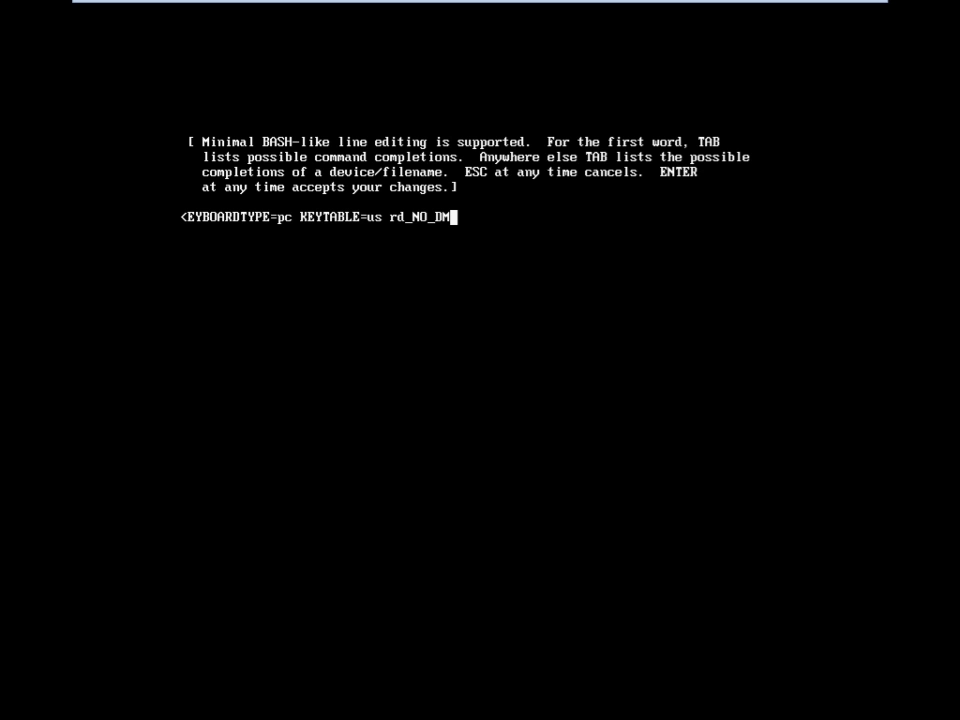 [ Minimal BASH-like line editing is supported.  For the first word, TAB
lists possible command completions.  Anywhere else TAB lists the possible
completions of a device/filename.  ESC at any time cancels.  ENTER
at any time accepts your changes.]
<EYBOARDTYPE=pc KEYTABLE=us rd_NO_DM